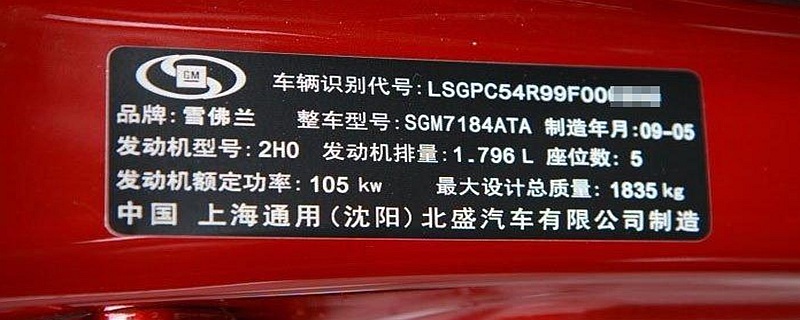 GM
车辆识别代号:LSGPC54R99F00
品牌:雪佛兰 整车型号:SGM7184ATA 制造年月:09-05
发动机型号:2H0 发动机排量:1.796 L 座位数: 5
发动机额定功率:105 kw 最大设计总质量: 1835 kg
中国 上海通用(沈阳)北盛汽车有限公司制造